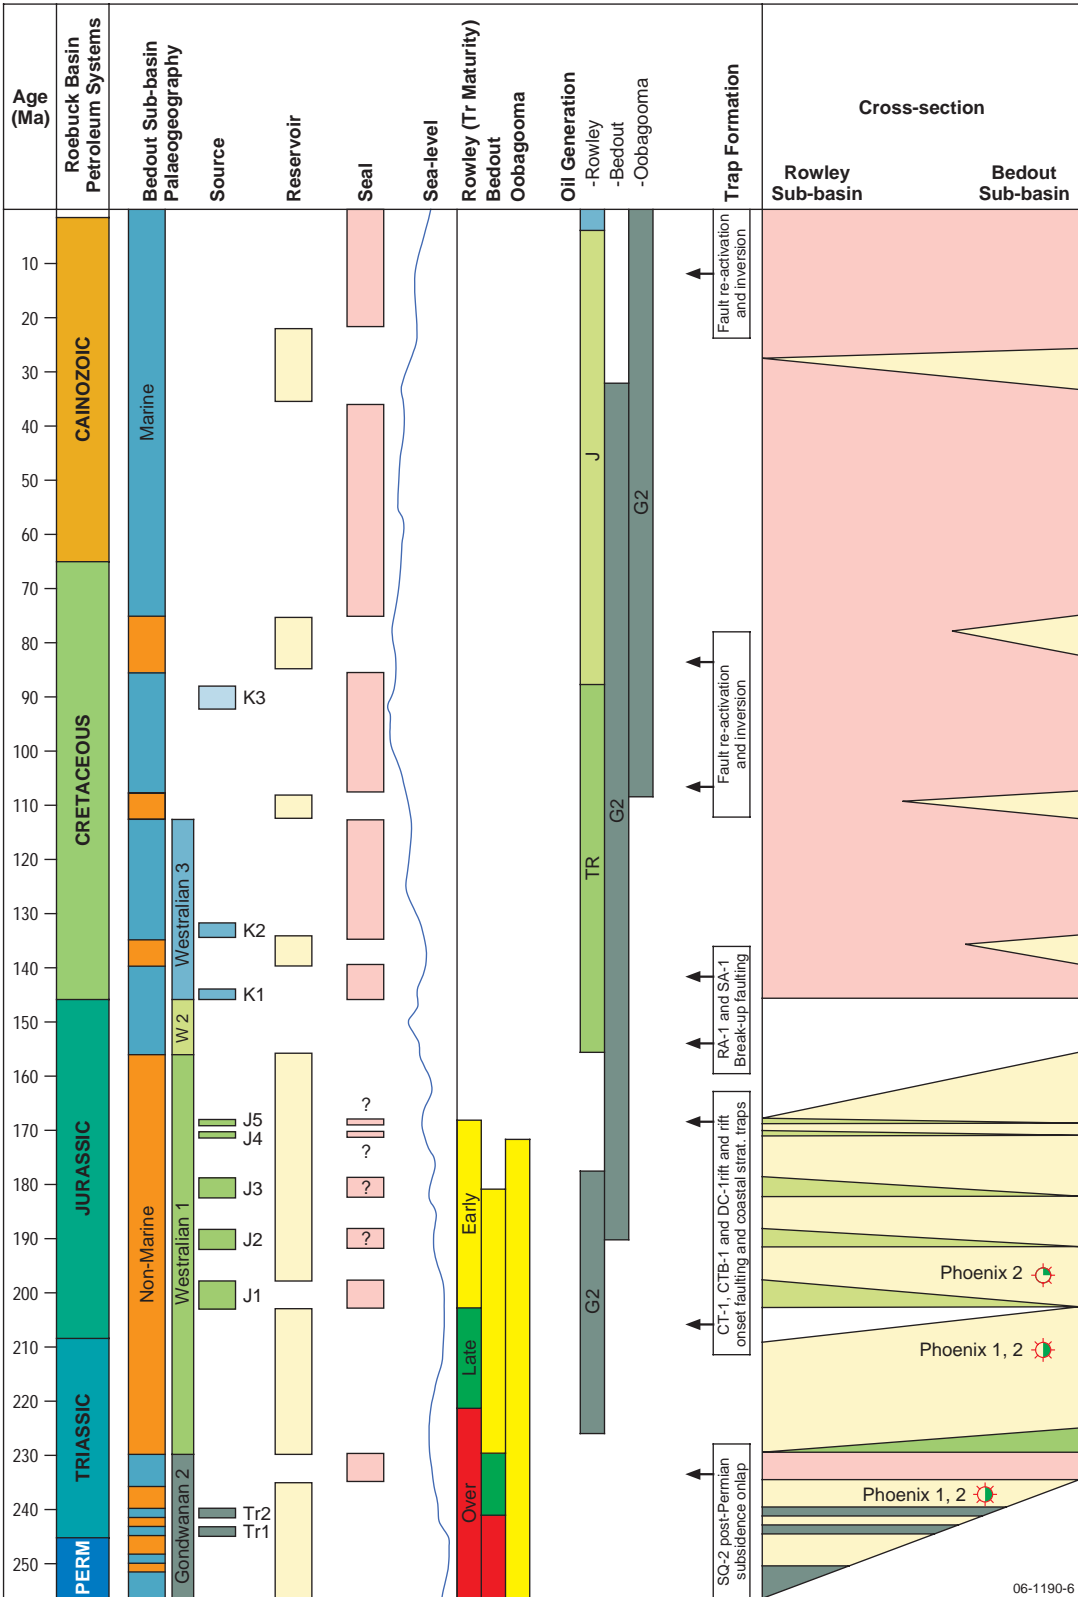 Age
(Ma)
Roebuck Basin
Petroleum Systems
Bedout Sub-basin
Palaeogeography
Source
Reservoir
Seal
Sea-level
Rowley (Tr Maturity)
Bedout
Oobagooma
Oil Generation
-Rowley
-Bedout
-Oobagooma
Trap Formation
Cross-section
Rowley
Sub-basin
Bedout
Sub-basin
10
20
30
40
50
60
70
80
90
100
110
120
130
140
150
160
170
180
190
200
210
220
230
240
250
CAINOZOIC
CRETACEOUS
JURASSIC
TRIASSIC
PERM
Marine
Non-Marine
Westralian 3
W 2
Westralian 1
Gondwanan 2
K3
K2
K1
J5
J4
J3
J2
J1
Tr2
Tr1
?
?
?
?
Early
Late
Over
J
TR
G2
G2
G2
Fault re-activation
and inversion
Fault re-activation
and inversion
RA-1 and SA-1
Break-up faulting
CT-1, CTB-1 and DC-1rift and rift
onset faulting and coastal strat. traps
SQ-2 post-Permian
subsidence onlap
Phoenix 2
Phoenix 1, 2
Phoenix 1, 2
06-1190-6